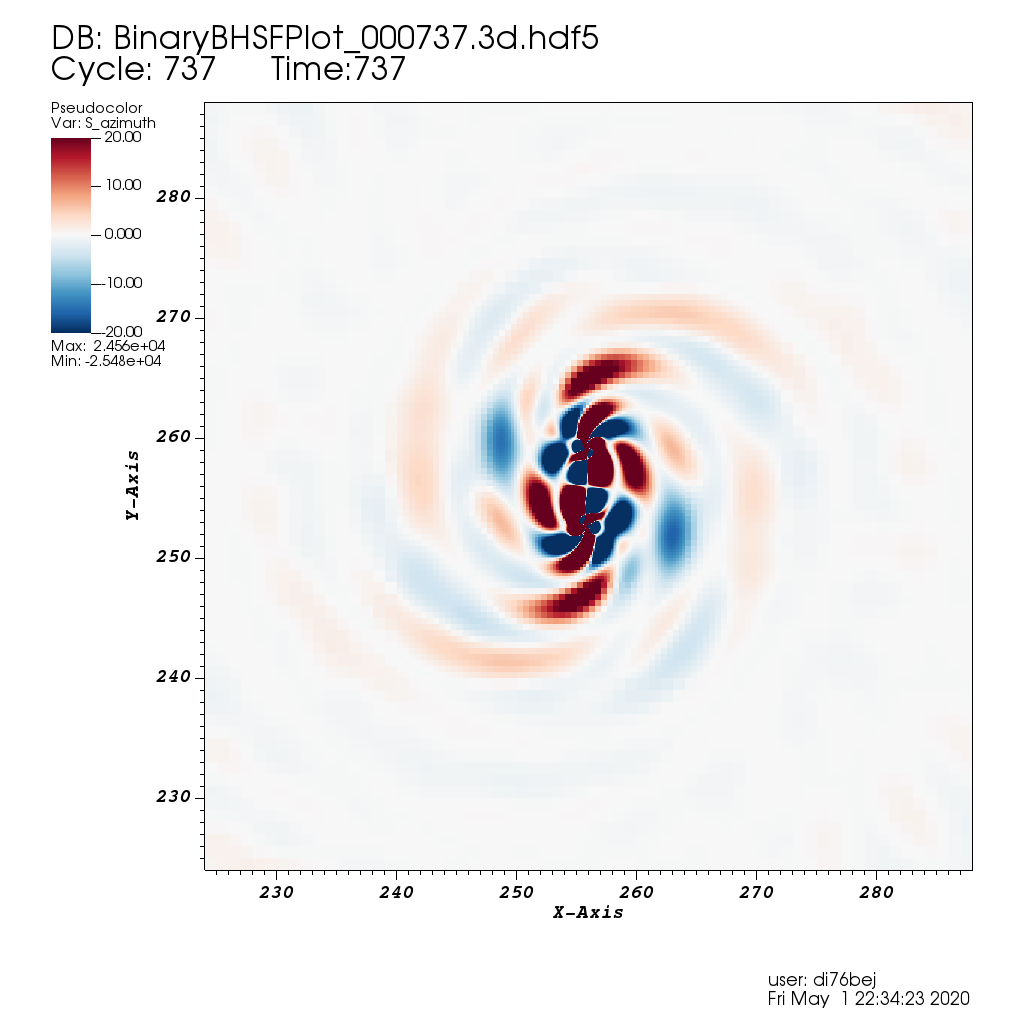 DB: BinaryBHSFPlot_000737.3d.hdf5
Cycle: 737 Time:737
Pseudocolor
Var: S_azimuth
20.00
10.00
0.000
-10.00
-20.00
Max: 2.456e+04
Min: -2.548e+04
280
270
260
250
240
230
Y-Axis
230 240 250 260 270 280
X-Axis
user: di76bej
Fri May 1 22:34:23 2020